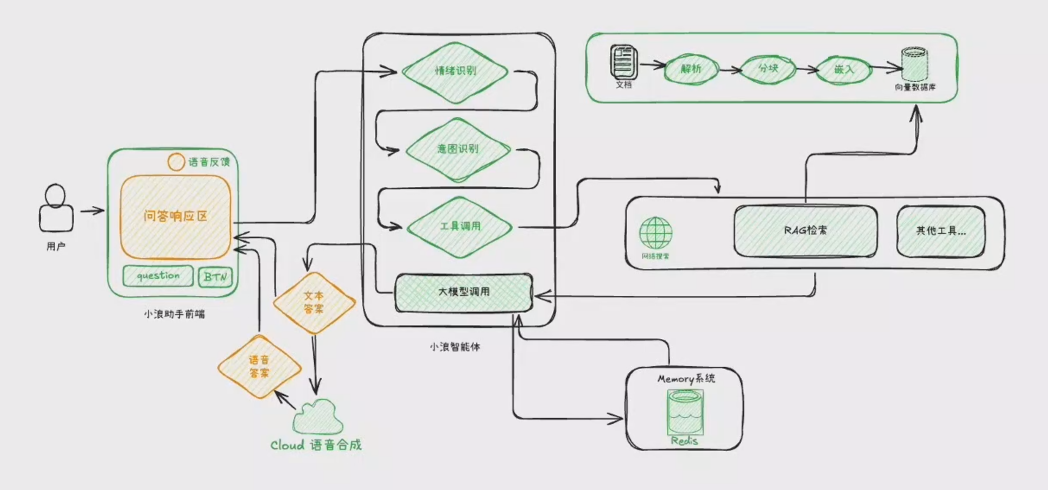 情绪识别
意图识别
工具调用
大模型调用
小浪智能体
文档
解析
分块
嵌入
向量数据库
语音反馈
问答响应区
question
BTN
小浪助手前端
用户
文本
答案
语音
答案
Cloud 语音合成
网络搜索
RAG检索
其他工具...
Memory系统
Redis